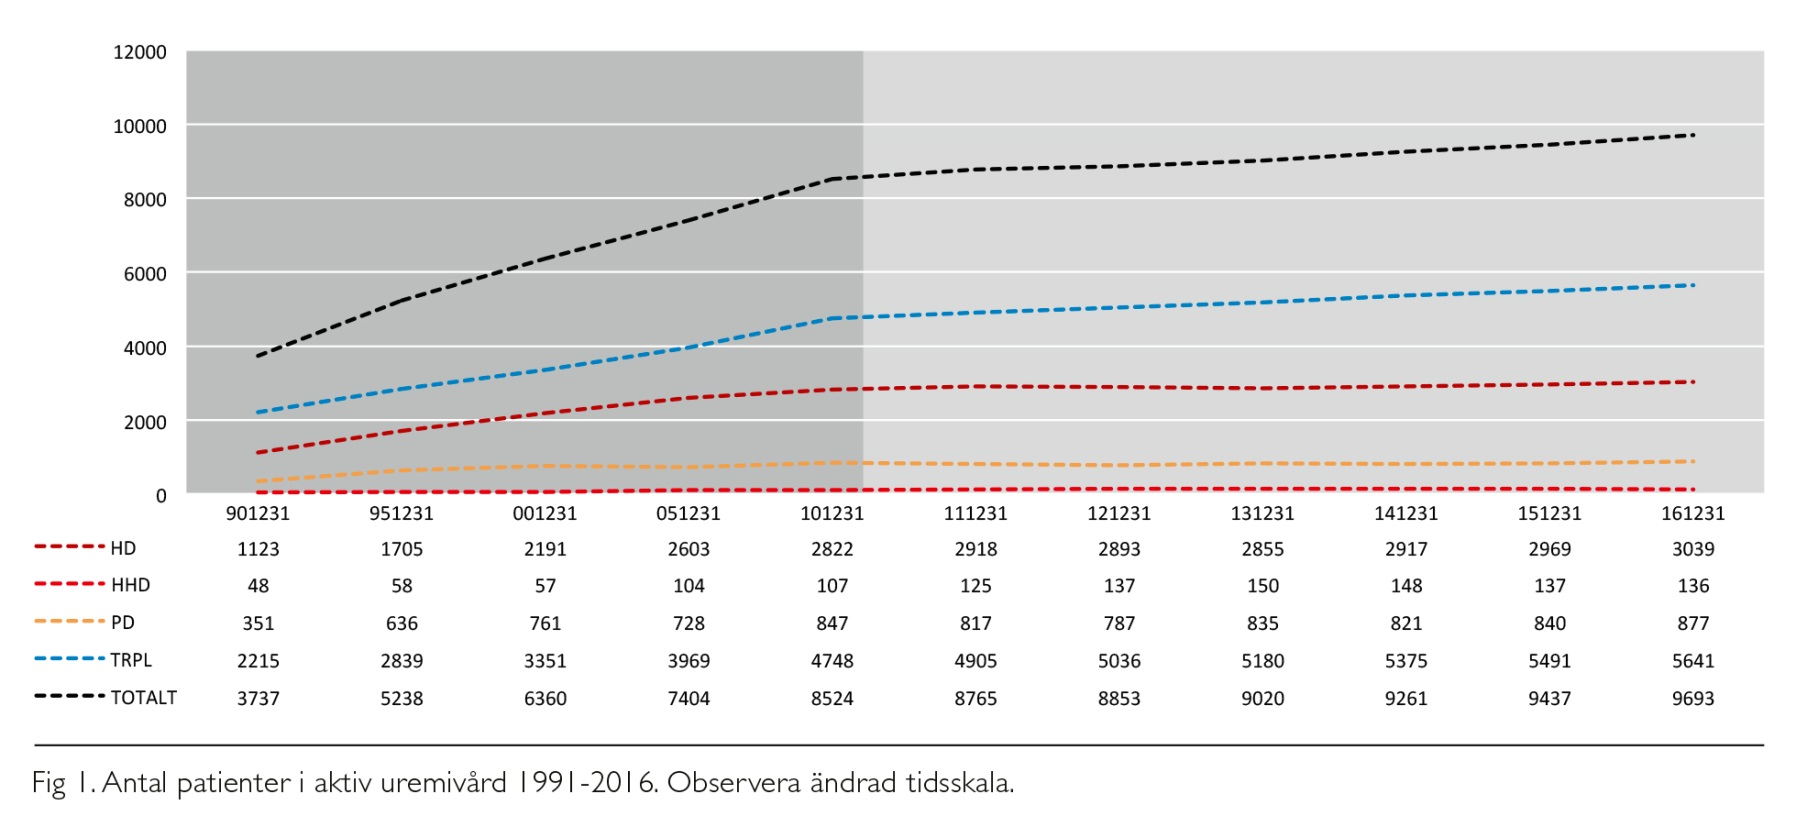 12000
10000
8000
6000
4000
2000
0
901231 951231 001231 051231 101231 111231 121231 131231 141231 151231 161231
HD 1123 1705 2191 2603 2822 2918 2893 2855 2917 2969 3039
HHD 48 58 57 104 107 125 137 150 148 137 136
PD 351 636 761 728 847 817 787 835 821 840 877
TRPL 2215 2839 3351 3969 4748 4905 5036 5180 5375 5491 5641
TOTALT 3737 5238 6360 7404 8524 8765 8853 9020 9261 9437 9693
Fig 1. Antal patienter i aktiv uremivård 1991-2016. Observera ändrad tidsskala.